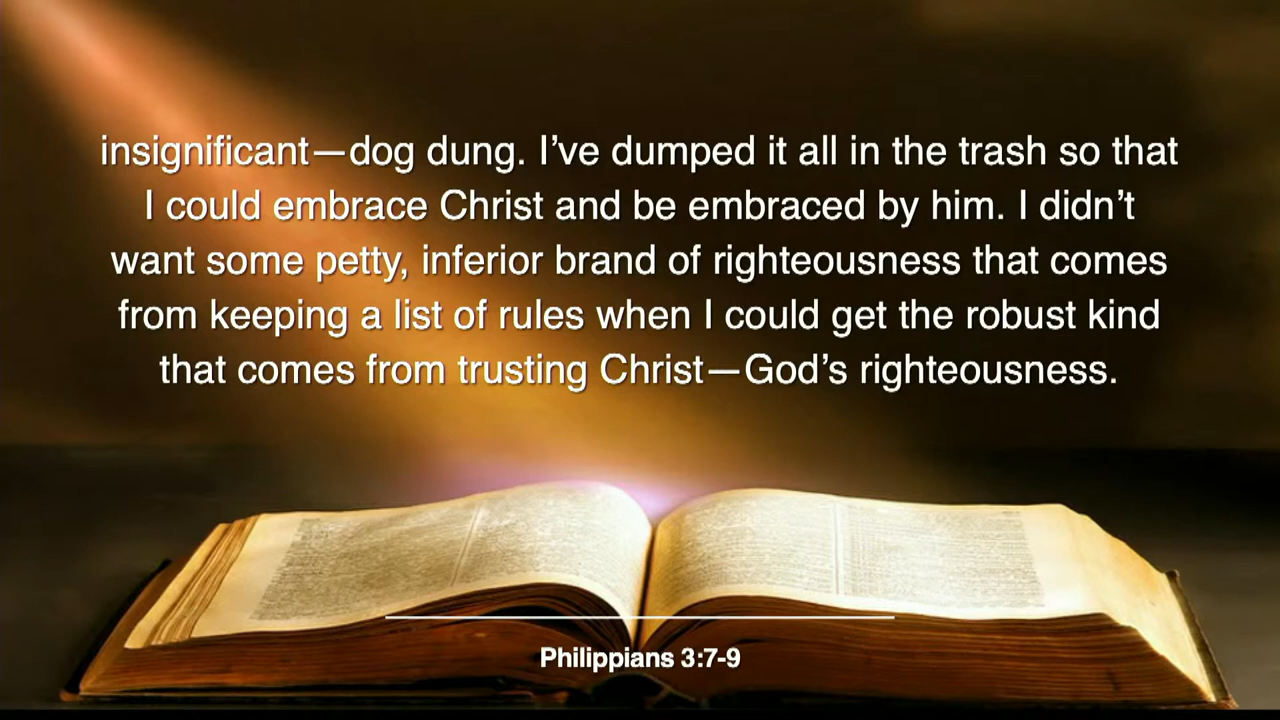 insignificant—dog dung. I’ve dumped it all in the trash so that
I could embrace Christ and be embraced by him. I didn’t
want some petty, inferior brand of righteousness that comes
from keeping a list of rules when I could get the robust kind
that comes from trusting Christ—God’s righteousness.
Philippians 3:7-9